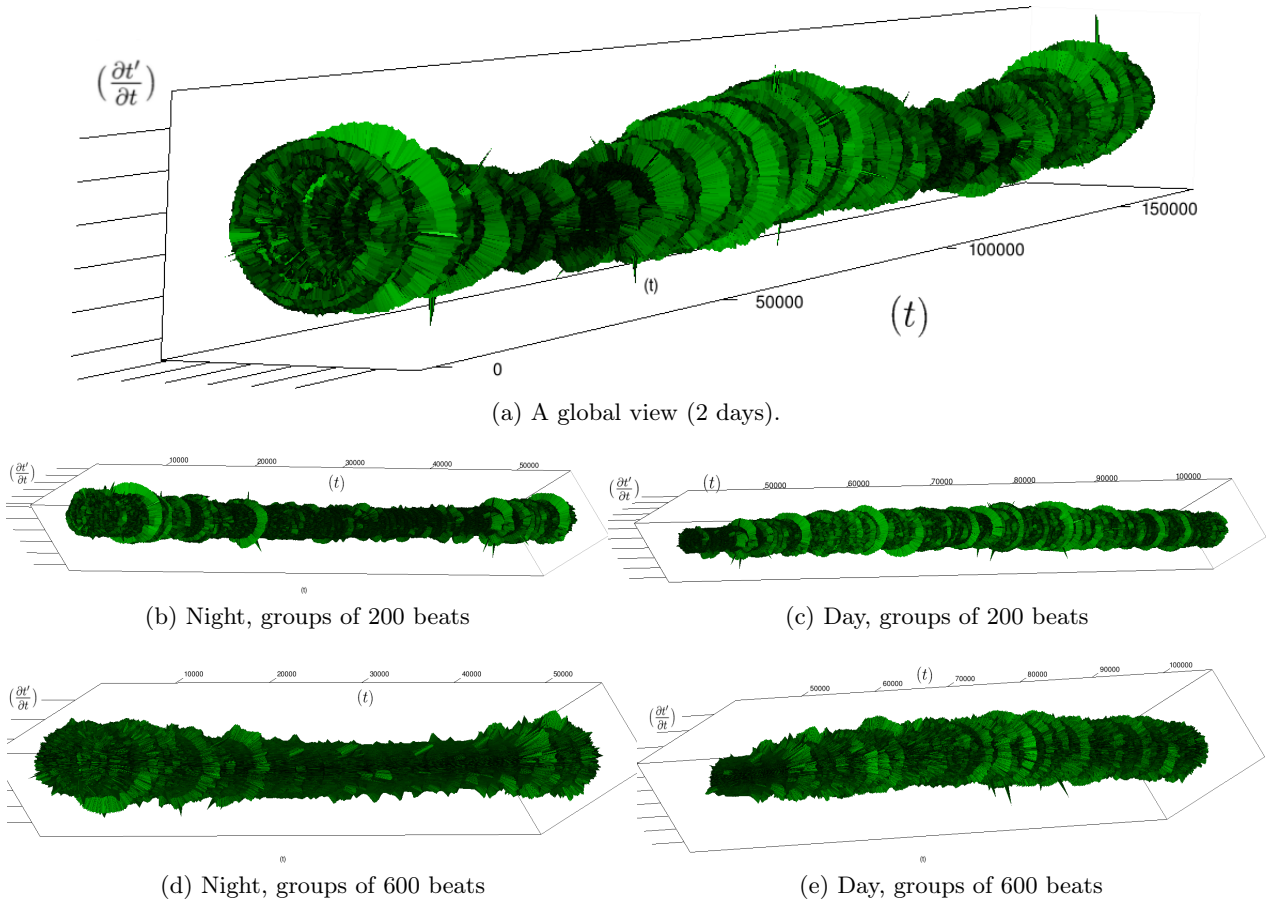 (∂t′/∂t)
150000
100000
(t)
50000
(t)
0
(a) A global view (2 days).
(∂t′/∂t)
10000 20000 30000 40000 50000
(t)
(t)
(b) Night, groups of 200 beats
(∂t′/∂t)
(t)
50000 60000 70000 80000 90000 100000
(c) Day, groups of 200 beats
(∂t′/∂t)
10000 20000 30000 40000 50000
(t)
(t)
(d) Night, groups of 600 beats
(∂t′/∂t)
(t)
50000 60000 70000 80000 90000 100000
(t)
(e) Day, groups of 600 beats